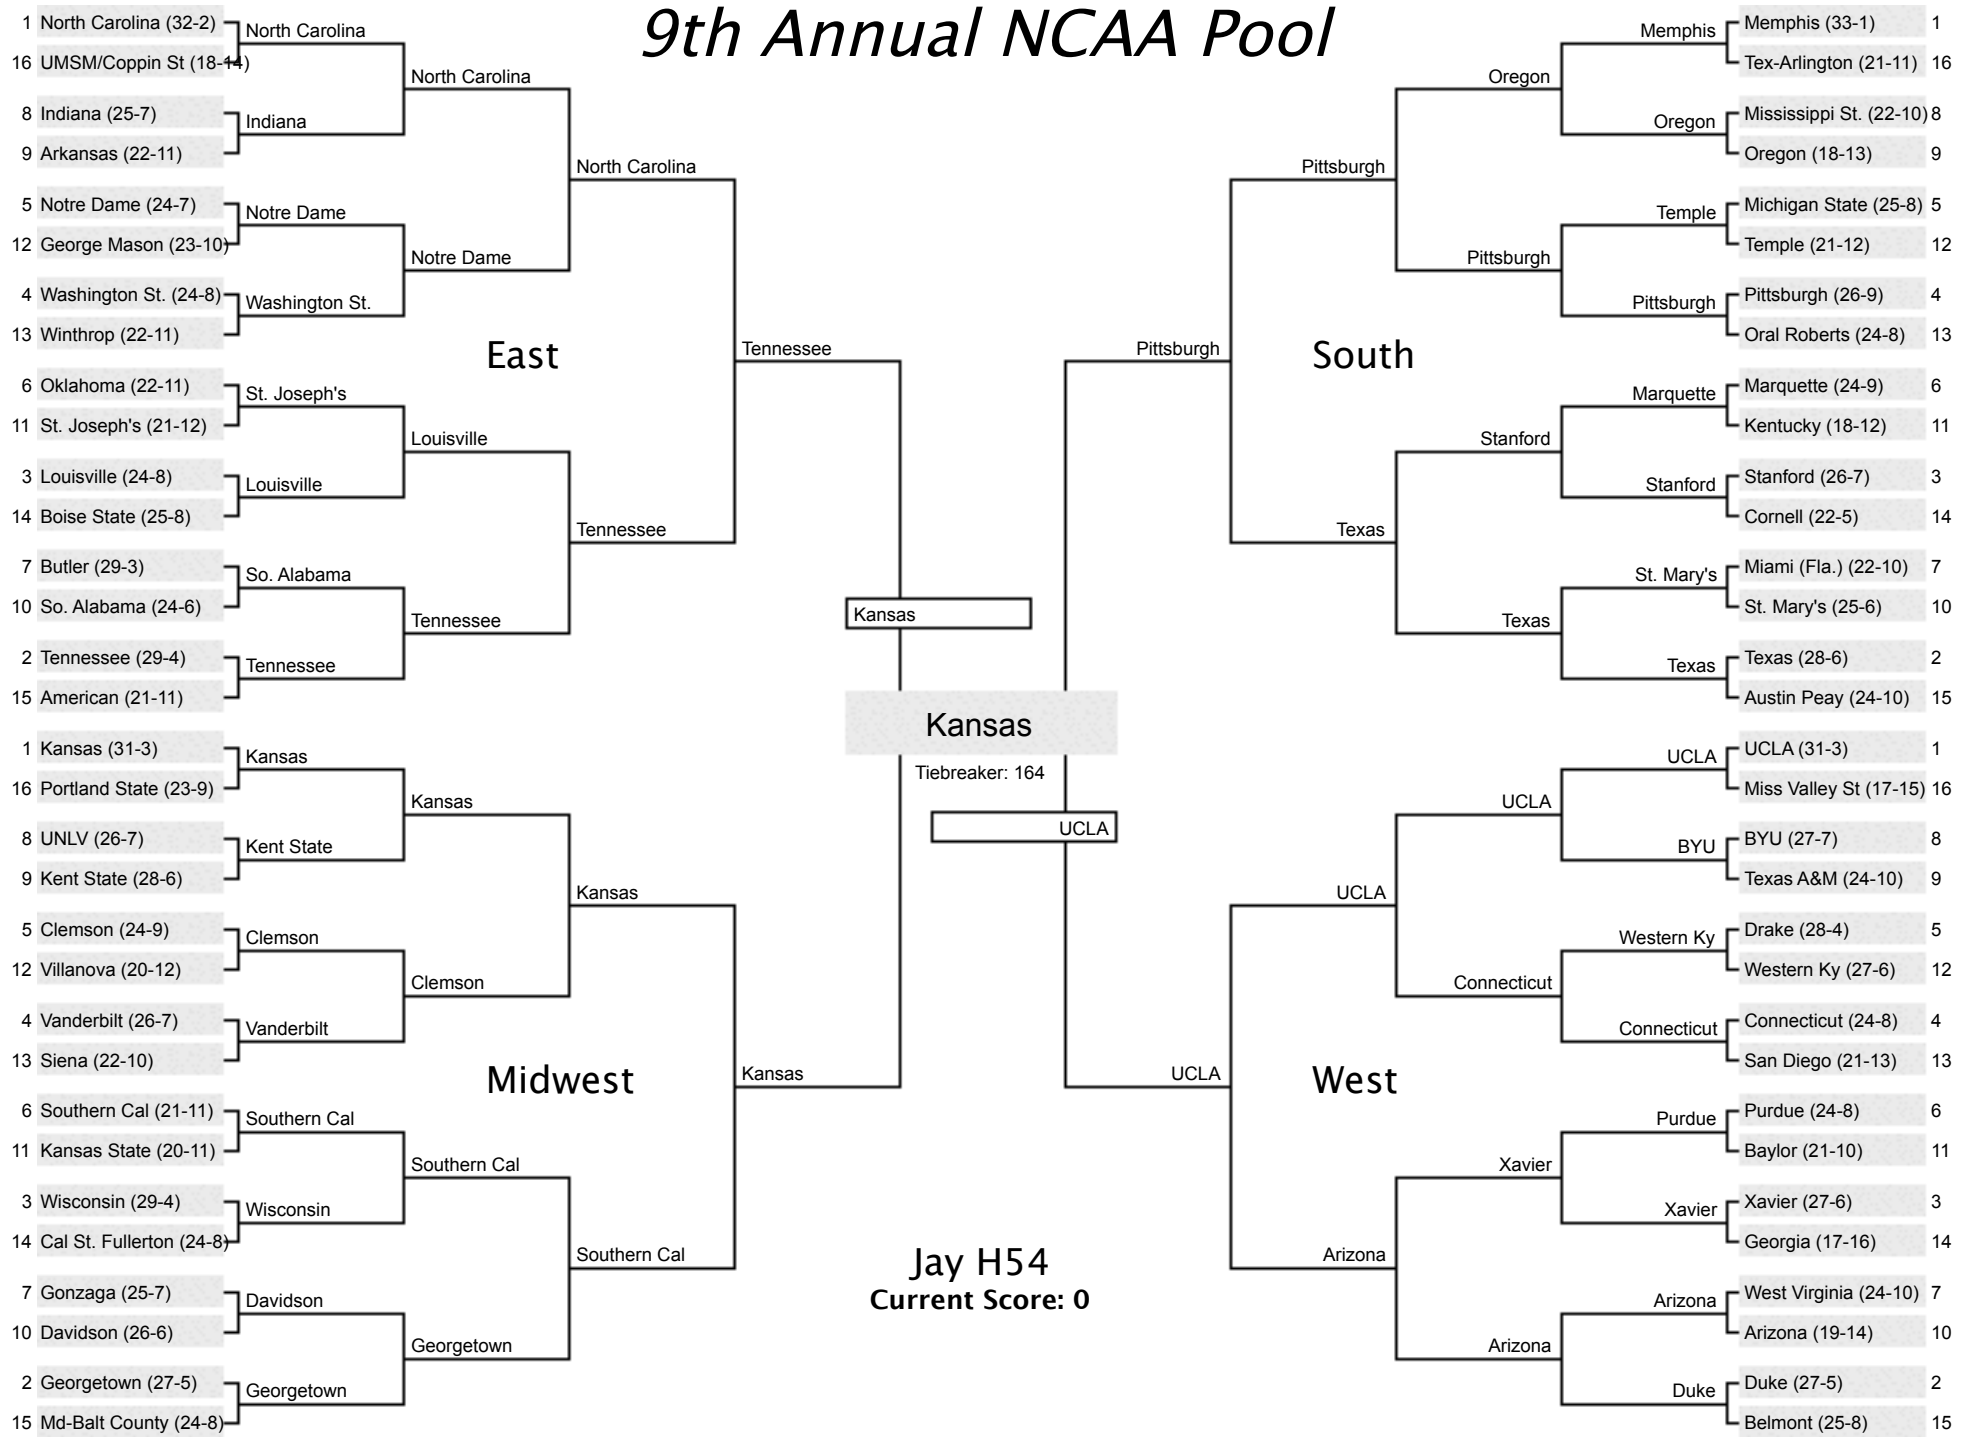 9th Annual NCAA Pool
1 North Carolina (32-2)
16 UMSM/Coppin St (18-14)
8 Indiana (25-7)
9 Arkansas (22-11)
5 Notre Dame (24-7)
12 George Mason (23-10)
4 Washington St. (24-8)
13 Winthrop (22-11)
6 Oklahoma (22-11)
11 St. Joseph's (21-12)
3 Louisville (24-8)
14 Boise State (25-8)
7 Butler (29-3)
10 So. Alabama (24-6)
2 Tennessee (29-4)
15 American (21-11)
North Carolina
Indiana
Notre Dame
Washington St.
St. Joseph's
Louisville
So. Alabama
Tennessee
North Carolina
Notre Dame
Louisville
Tennessee
North Carolina
Tennessee
East
Tennessee
1 Kansas (31-3)
16 Portland State (23-9)
8 UNLV (26-7)
9 Kent State (28-6)
5 Clemson (24-9)
12 Villanova (20-12)
4 Vanderbilt (26-7)
13 Siena (22-10)
6 Southern Cal (21-11)
11 Kansas State (20-11)
3 Wisconsin (29-4)
14 Cal St. Fullerton (24-8)
7 Gonzaga (25-7)
10 Davidson (26-6)
2 Georgetown (27-5)
15 Md-Balt County (24-8)
Kansas
Kent State
Clemson
Vanderbilt
Southern Cal
Wisconsin
Davidson
Georgetown
Kansas
Clemson
Southern Cal
Georgetown
Kansas
Southern Cal
Midwest
Kansas
Kansas
Kansas
Tiebreaker: 164
UCLA
Jay H54
Current Score: 0
Memphis (33-1) 1
Tex-Arlington (21-11) 16
Mississippi St. (22-10) 8
Oregon (18-13) 9
Michigan State (25-8) 5
Temple (21-12) 12
Pittsburgh (26-9) 4
Oral Roberts (24-8) 13
Marquette (24-9) 6
Kentucky (18-12) 11
Stanford (26-7) 3
Cornell (22-5) 14
Miami (Fla.) (22-10) 7
St. Mary's (25-6) 10
Texas (28-6) 2
Austin Peay (24-10) 15
Memphis
Oregon
Temple
Pittsburgh
Marquette
Stanford
St. Mary's
Texas
Oregon
Pittsburgh
Stanford
Texas
Pittsburgh
Texas
South
Pittsburgh
UCLA (31-3) 1
Miss Valley St (17-15) 16
BYU (27-7) 8
Texas A&M (24-10) 9
Drake (28-4) 5
Western Ky (27-6) 12
Connecticut (24-8) 4
San Diego (21-13) 13
Purdue (24-8) 6
Baylor (21-10) 11
Xavier (27-6) 3
Georgia (17-16) 14
West Virginia (24-10) 7
Arizona (19-14) 10
Duke (27-5) 2
Belmont (25-8) 15
UCLA
BYU
Western Ky
Connecticut
Purdue
Xavier
Arizona
Duke
UCLA
Connecticut
Xavier
Arizona
UCLA
Arizona
West
UCLA